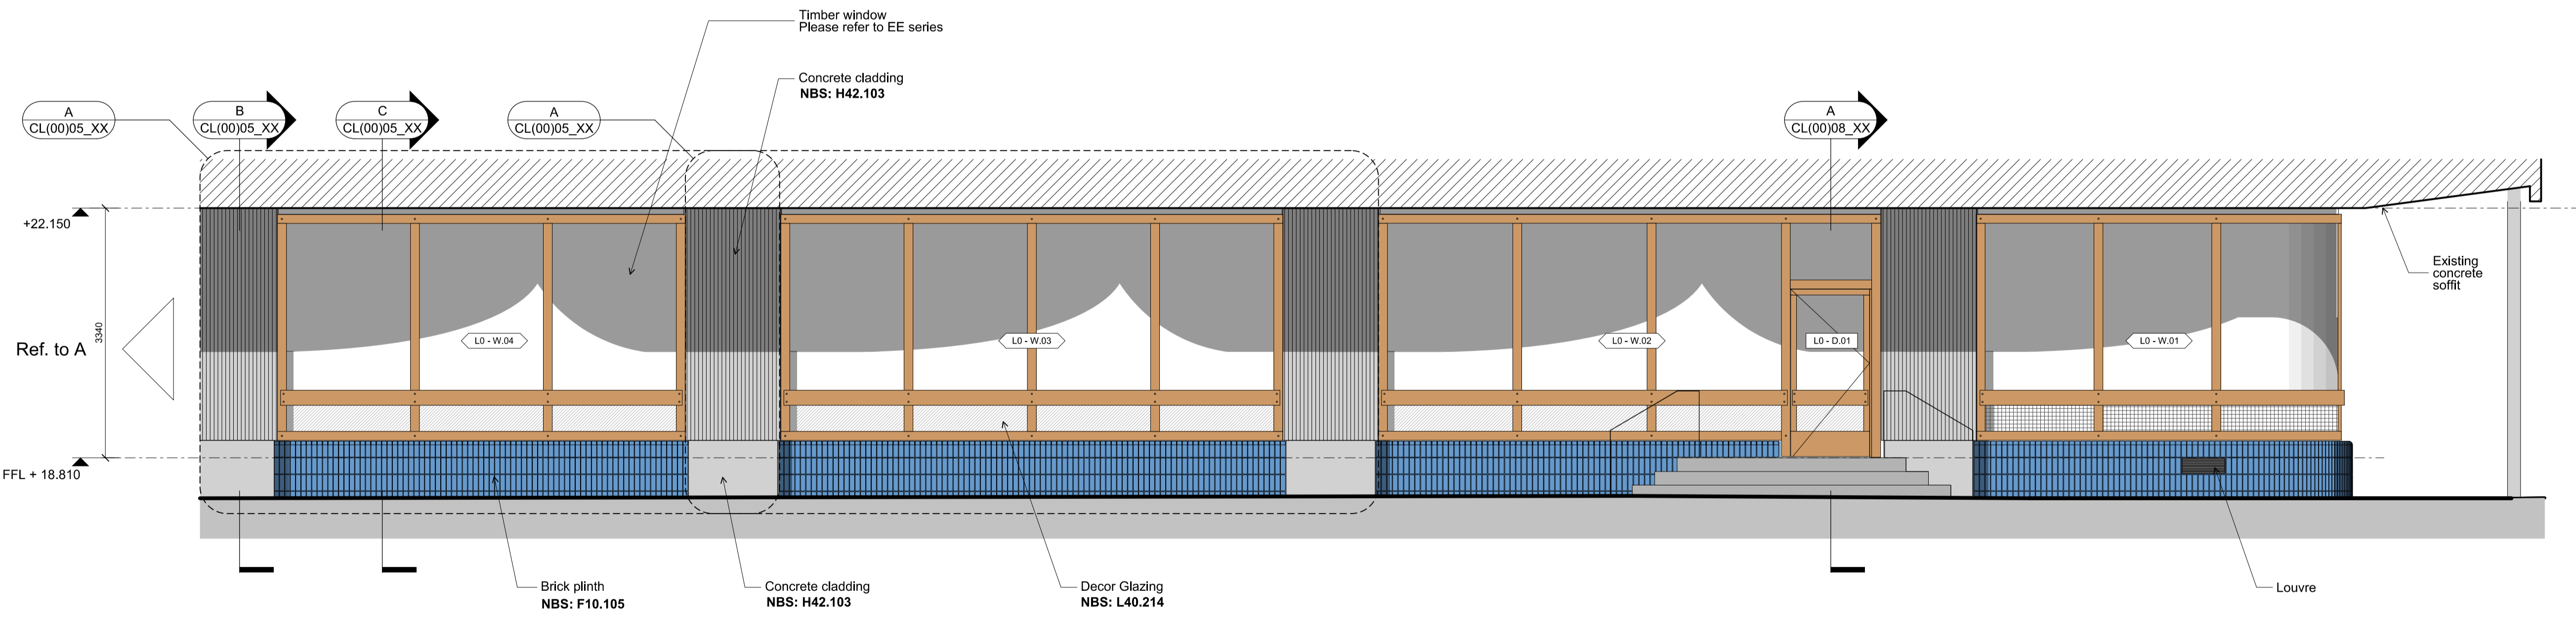 Timber window
Please refer to EE series
Concrete cladding
NBS: H42.103
A
CL(00)05_XX
B
CL(00)05_XX
C
CL(00)05_XX
A
CL(00)05_XX
A
CL(00)08_XX
+22.150
3340
Ref. to A
FFL + 18.810
L0 - W.04
L0 - W.03
L0 - W.02
L0 - D.01
L0 - W.01
Existing
concrete
soffit
Brick plinth
NBS: F10.105
Concrete cladding
NBS: H42.103
Decor Glazing
NBS: L40.214
Louvre